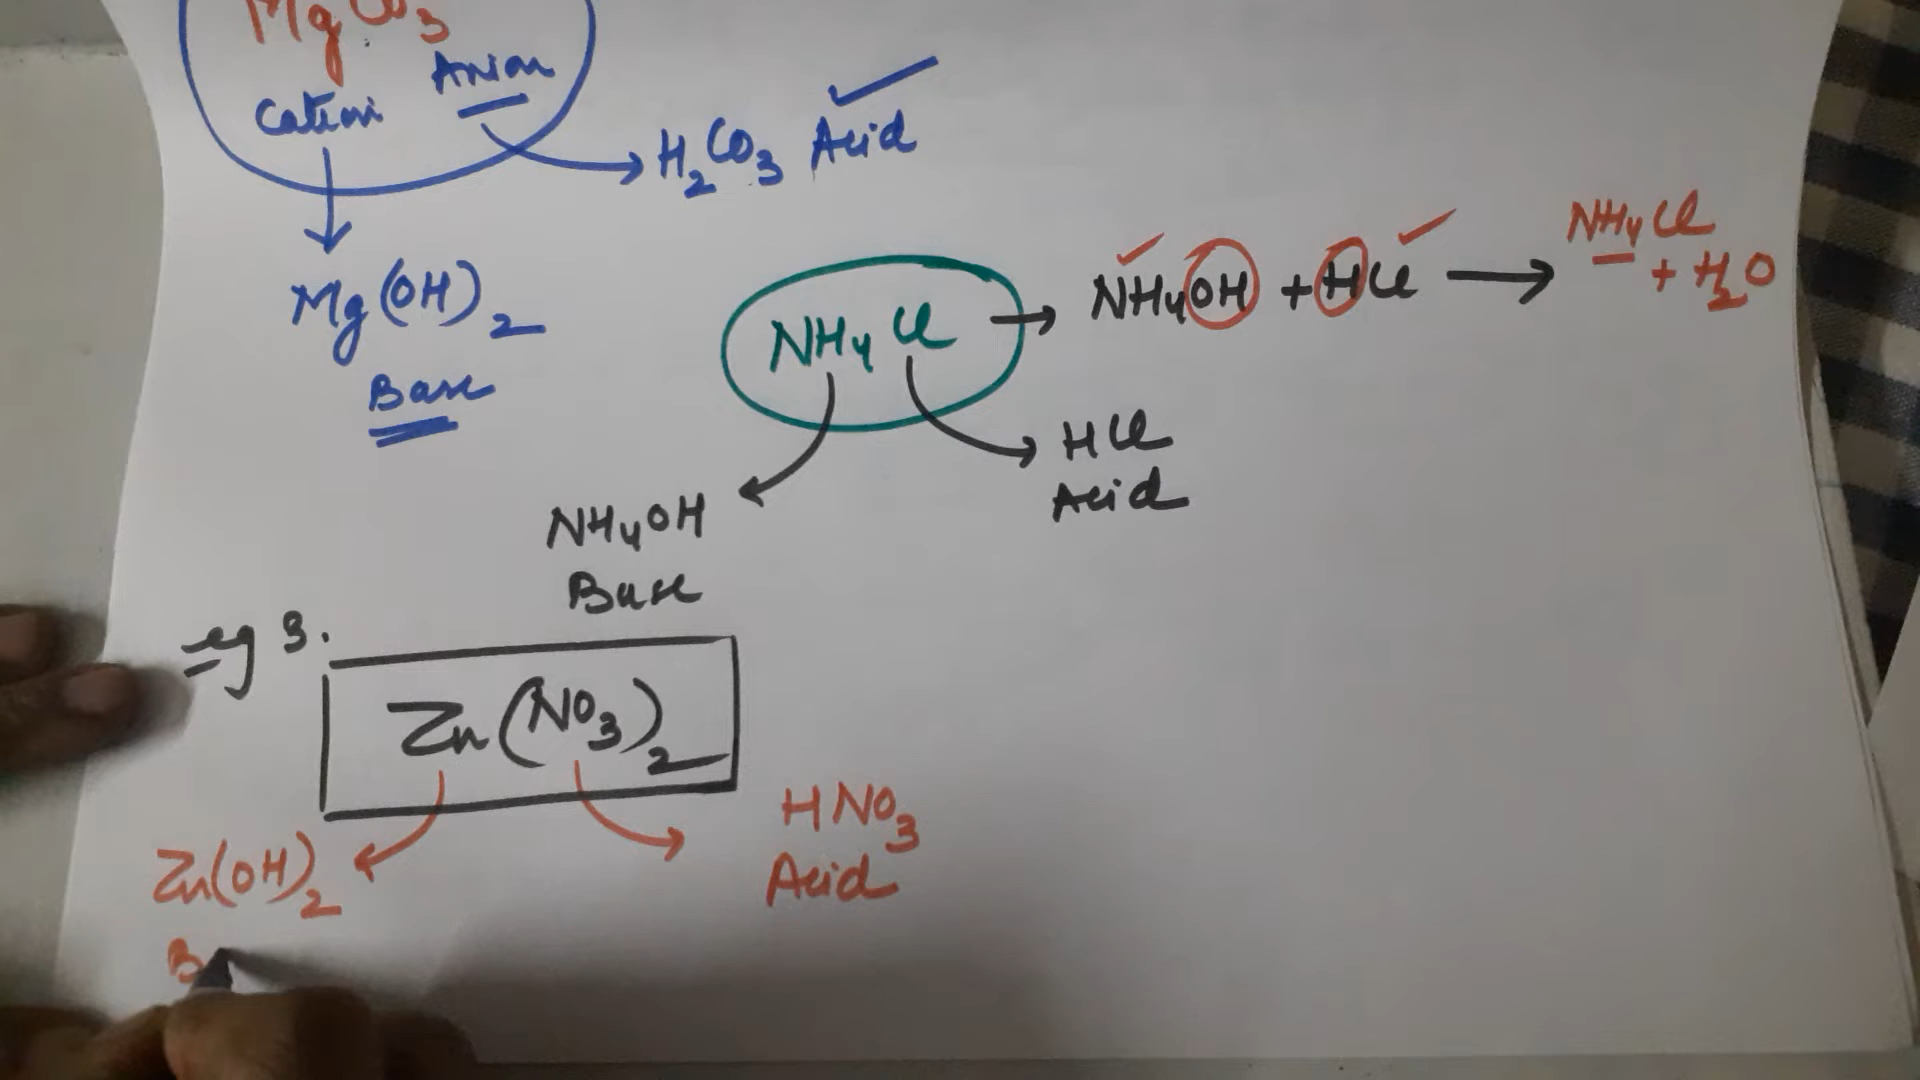 MgCO3
Cation Anion
H2CO3 Acid
Mg(OH)2
Base
NH4Cl → NH4OH + HCl → NH4Cl
+ H2O
HCl
Acid
NH4OH
Base
eg 3.
Zn(NO3)2
HNO3
Acid
Zn(OH)2
B